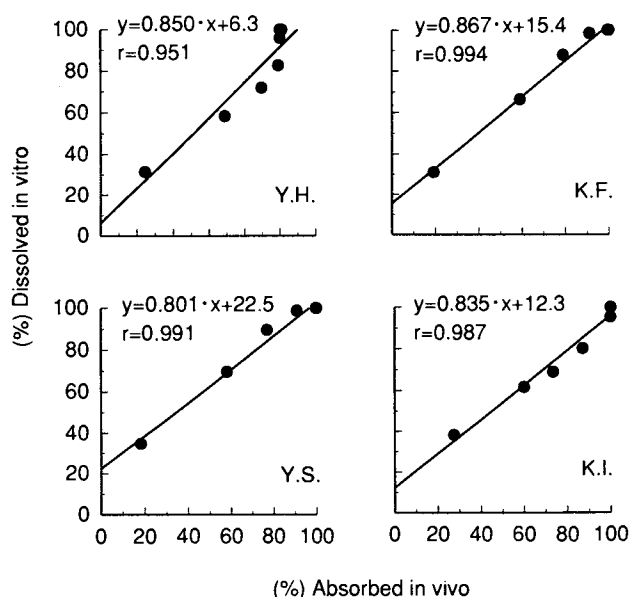 y=0.850·x+6.3
r=0.951
100
80
60
40
20
0
Y.H.
y=0.867·x+15.4
r=0.994
K.F.
(%) Dissolved in vitro
y=0.801·x+22.5
r=0.991
100
80
60
40
20
0
Y.S.
0 20 40 60 80 100
y=0.835·x+12.3
r=0.987
K.I.
0 20 40 60 80 100
(%) Absorbed in vivo